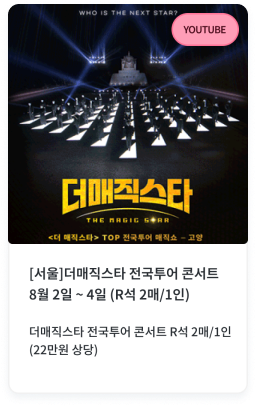 WHO IS THE NEXT STAR?
YOUTUBE
더매직스타
THE MAGIC STAR
<더 매직스타> TOP 전국투어 매직쇼 – 고양
[서울]더매직스타 전국투어 콘서트
8월 2일 ~ 4일 (R석 2매/1인)
더매직스타 전국투어 콘서트 R석 2매/1인
(22만원 상당)